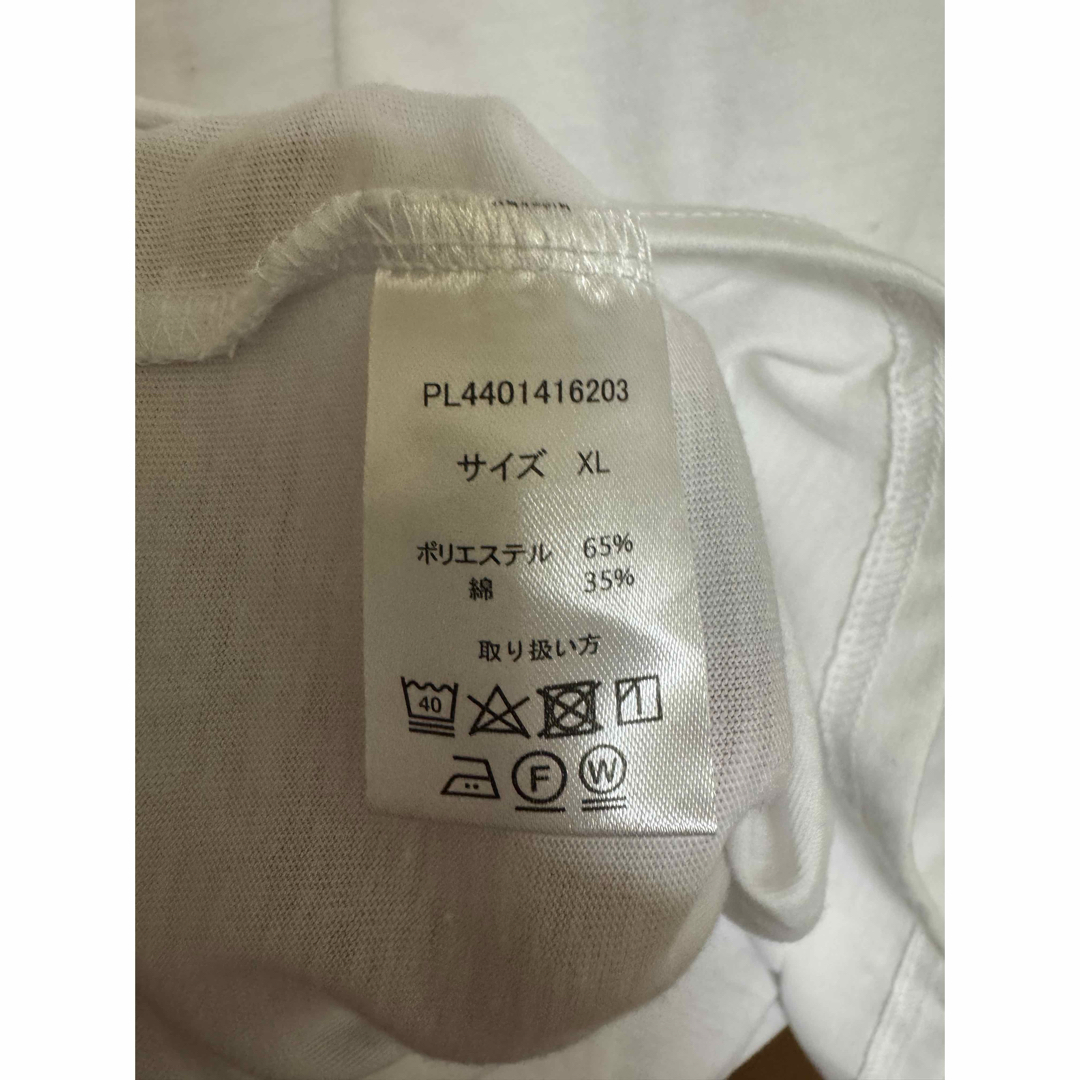 PL4401416203
サイズ XL
ポリエステル 65%
綿 35%
取り扱い方
40
F W